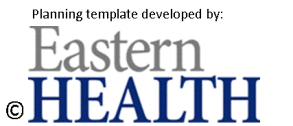 Planning template developed by:
Eastern
© HEALTH